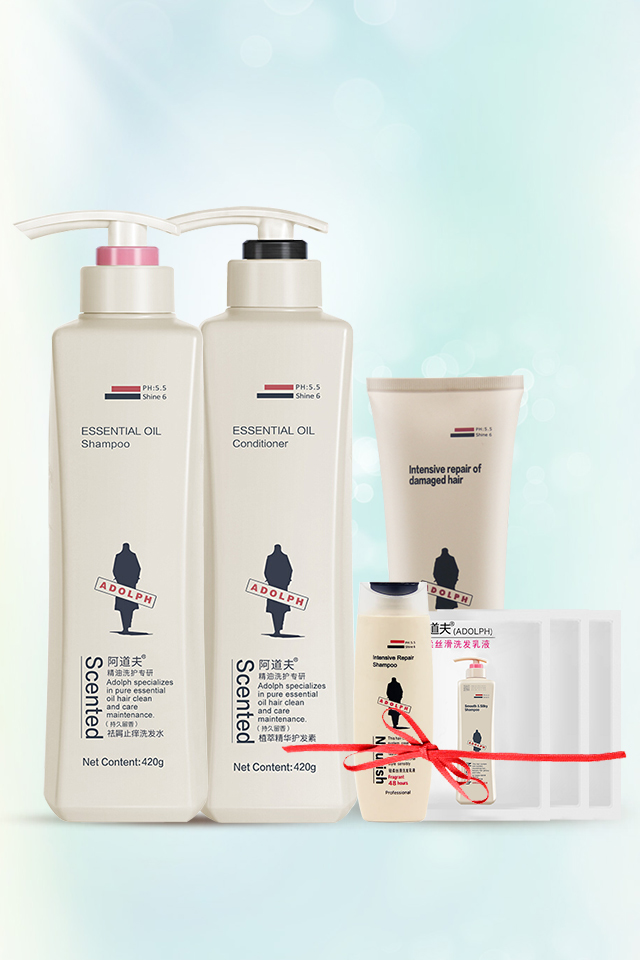 PH:5.5
Shine 6
ESSENTIAL OIL
Shampoo
ADOLPH
Scented
阿道夫®
精油洗护专研
Adolph specializes
in pure essential
oil hair clean
and care
maintenance.
(持久留香)
祛屑止痒洗发水
Net Content:420g
PH:5.5
Shine 6
ESSENTIAL OIL
Conditioner
ADOLPH
Scented
阿道夫®
精油洗护专研
Adolph specializes
in pure essential
oil hair clean
and care
maintenance.
(持久留香)
植萃精华护发素
Net Content:420g
PH:5.5
Shine 6
Intensive repair of
damaged hair
ADOLPH
Intensive Repair
Shampoo
ADOLPH
Fragrant
48 hours
Professional
道夫®(ADOLPH)
丝滑洗发乳液
Smooth & Silky
Shampoo